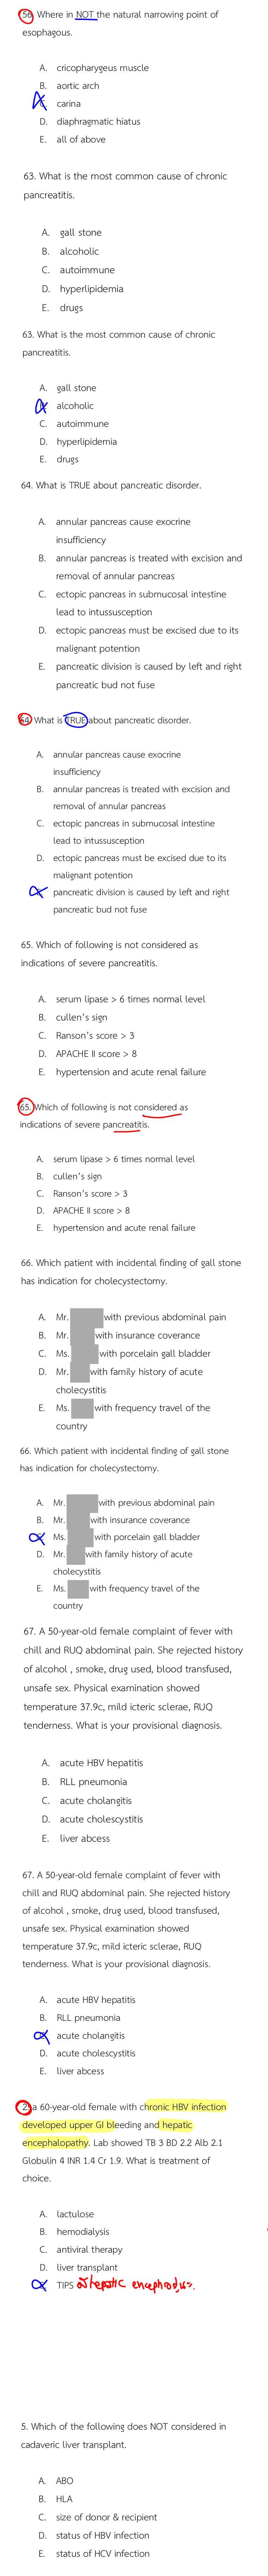 56. Where in NOT the natural narrowing point of
esophagous.
A. cricopharygeus muscle
B. aortic arch
carina
D. diaphragmatic hiatus
E. all of above
63. What is the most common cause of chronic
pancreatitis.
A. gall stone
B. alcoholic
C. autoimmune
D. hyperlipidemia
E. drugs
63. What is the most common cause of chronic
pancreatitis.
A. gall stone
alcoholic
C. autoimmune
D. hyperlipidemia
E. drugs
64. What is TRUE about pancreatic disorder.
A. annular pancreas cause exocrine
insufficiency
B. annular pancreas is treated with excision and
removal of annular pancreas
C. ectopic pancreas in submucosal intestine
lead to intussusception
D. ectopic pancreas must be excised due to its
malignant potention
E. pancreatic division is caused by left and right
pancreatic bud not fuse
64. What is TRUE about pancreatic disorder.
A. annular pancreas cause exocrine
insufficiency
B. annular pancreas is treated with excision and
removal of annular pancreas
C. ectopic pancreas in submucosal intestine
lead to intussusception
D. ectopic pancreas must be excised due to its
malignant potention
pancreatic division is caused by left and right
pancreatic bud not fuse
65. Which of following is not considered as
indications of severe pancreatitis.
A. serum lipase > 6 times normal level
B. cullen's sign
C. Ranson's score > 3
D. APACHE II score > 8
E. hypertension and acute renal failure
65. Which of following is not considered as
indications of severe pancreatitis.
A. serum lipase > 6 times normal level
B. cullen's sign
C. Ranson's score > 3
D. APACHE II score > 8
E. hypertension and acute renal failure
66. Which patient with incidental finding of gall stone
has indication for cholecystectomy.
A. Mr. with previous abdominal pain
B. Mr. with insurance coverance
C. Ms. with porcelain gall bladder
D. Mr. with family history of acute
cholecystitis
E. Ms. with frequency travel of the
country
66. Which patient with incidental finding of gall stone
has indication for cholecystectomy.
A. Mr. with previous abdominal pain
B. Mr. with insurance coverance
Ms. with porcelain gall bladder
D. Mr. with family history of acute
cholecystitis
E. Ms. with frequency travel of the
country
67. A 50-year-old female complaint of fever with
chill and RUQ abdominal pain. She rejected history
of alcohol , smoke, drug used, blood transfused,
unsafe sex. Physical examination showed
temperature 37.9c, mild icteric sclerae, RUQ
tenderness. What is your provisional diagnosis.
A. acute HBV hepatitis
B. RLL pneumonia
C. acute cholangitis
D. acute cholescystitis
E. liver abcess
67. A 50-year-old female complaint of fever with
chill and RUQ abdominal pain. She rejected history
of alcohol , smoke, drug used, blood transfused,
unsafe sex. Physical examination showed
temperature 37.9c, mild icteric sclerae, RUQ
tenderness. What is your provisional diagnosis.
A. acute HBV hepatitis
B. RLL pneumonia
acute cholangitis
D. acute cholescystitis
E. liver abcess
2. a 60-year-old female with chronic HBV infection
developed upper GI bleeding and hepatic
encephalopathy. Lab showed TB 3 BD 2.2 Alb 2.1
Globulin 4 INR 1.4 Cr 1.9. What is treatment of
choice.
A. lactulose
B. hemodialysis
C. antiviral therapy
D. liver transplant
TIPS
5. Which of the following does NOT considered in
cadaveric liver transplant.
A. ABO
B. HLA
C. size of donor & recipient
D. status of HBV infection
E. status of HCV infection